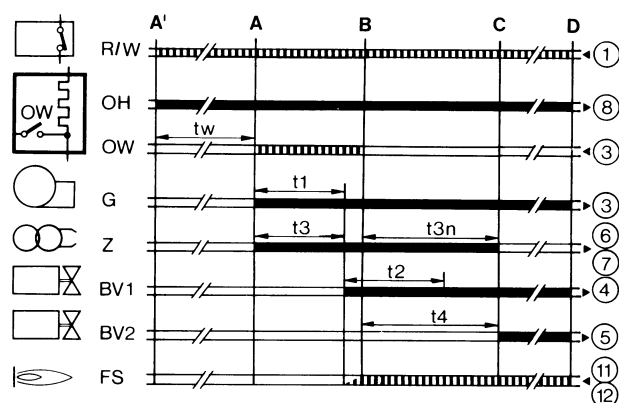 A' A B C D
R/W 1
OW OH 8
tw
OW 3
t1
G 3
t3 t3n 6
Z 7
t2
BV1 4
t4
BV2 5
FS 11
12